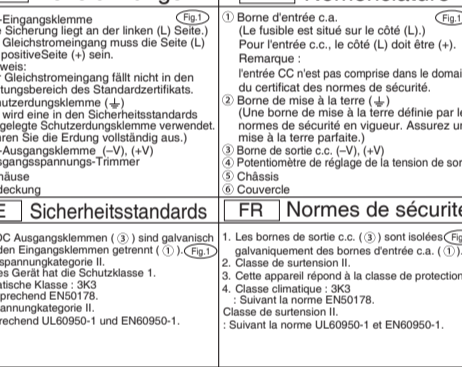 -Eingangsklemme Fig.1
Sicherung liegt an der linken (L) Seite.)
Gleichstromeingang muss die Seite (L)
positiveSeite (+) sein.
weis:
Gleichstromeingang fällt nicht in den
tungsbereich des Standardzertifikats.
utzerdungsklemme (⏚)
wird eine in den Sicherheitsstandards
gelegte Schutzerdungsklemme verwendet.
ren Sie die Erdung vollständig aus.)
-Ausgangsklemme (–V), (+V)
sgangsspannungs-Trimmer
häuse
deckung
① Borne d'entrée c.a. Fig.1
(Le fusible est situé sur le côté (L).)
Pour l'entrée c.c., le côté (L) doit être (+).
Remarque :
l'entrée CC n'est pas comprise dans le domai
du certificat des normes de sécurité.
② Borne de mise à la terre (⏚)
(Une borne de mise à la terre définie par le
normes de sécurité en vigueur. Assurez un
mise à la terre parfaite.)
③ Borne de sortie c.c. (–V), (+V)
④ Potentiomètre de réglage de la tension de sor
⑤ Châssis
⑥ Couvercle
E Sicherheitsstandards
DC Ausgangsklemmen (③) sind galvanisch
den Eingangsklemmen getrennt (①). Fig.1
spannungkategorie II.
es Gerät hat die Schutzklasse 1.
atische Klasse : 3K3
prechend EN50178.
annungkategorie II.
rechend UL60950-1 und EN60950-1.
FR Normes de sécurité
1. Les bornes de sortie c.c. (③) sont isolées Fig
galvaniquement des bornes d'entrée c.a. (①).
2. Classe de surtension II.
3. Cette appareil répond à la classe de protection
4. Classe climatique : 3K3
: Suivant la norme EN50178.
Classe de surtension II.
: Suivant la norme UL60950-1 et EN60950-1.